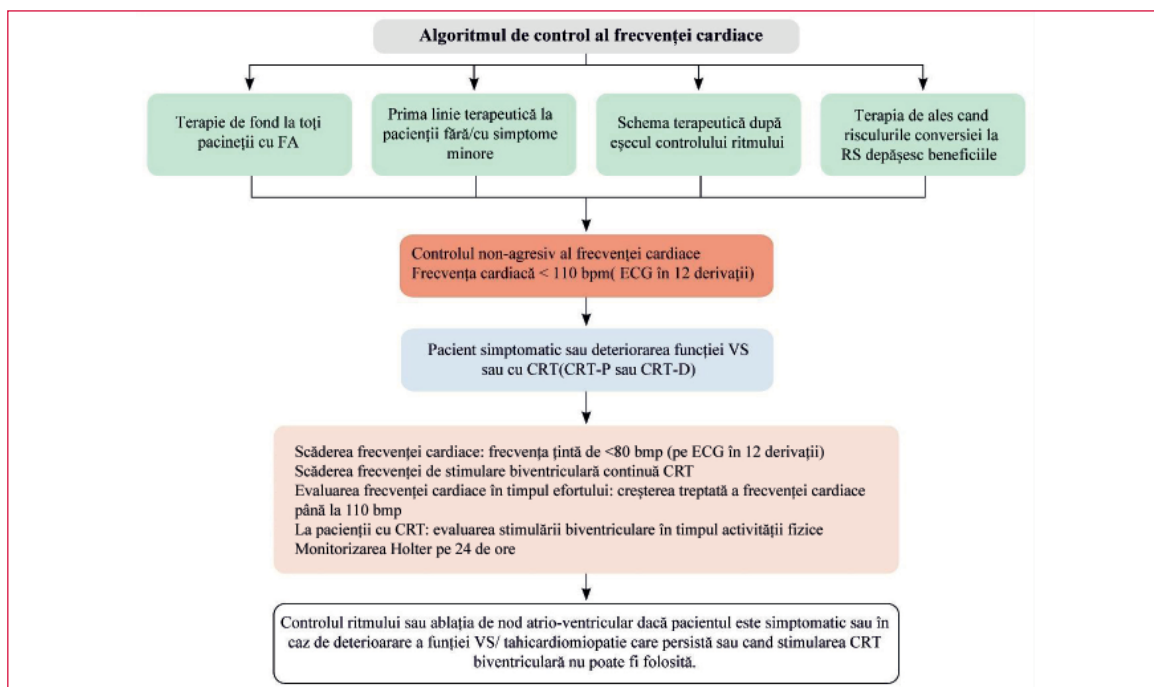 Algoritmul de control al frecvenței cardiace
Terapie de fond la toți
pacineții cu FA
Prima linie terapeutică la
pacienții fără/cu simptome
minore
Schema terapeutică după
eșecul controlului ritmului
Terapia de ales cand
riscurulurile conversiei la
RS depășesc beneficiile
Controlul non-agresiv al frecvenței cardiace
Frecvența cardiacă < 110 bpm( ECG în 12 derivații)
Pacient simptomatic sau deteriorarea funcției VS
sau cu CRT(CRT-P sau CRT-D)
Scăderea frecvenței cardiace: frecvența țintă de <80 bmp (pe ECG în 12 derivații)
Scăderea frecvenței de stimulare biventriculară continuă CRT
Evaluarea frecvenței cardiace în timpul efortului: creșterea treptată a frecvenței cardiace
până la 110 bmp
La pacienții cu CRT: evaluarea stimulării biventriculare în timpul activității fizice
Monitorizarea Holter pe 24 de ore
Controlul ritmului sau ablația de nod atrio-ventricular dacă pacientul este simptomatic sau în
caz de deterioarare a funției VS/ tahicardiomiopatie care persistă sau cand stimularea CRT
biventriculară nu poate fi folosită.